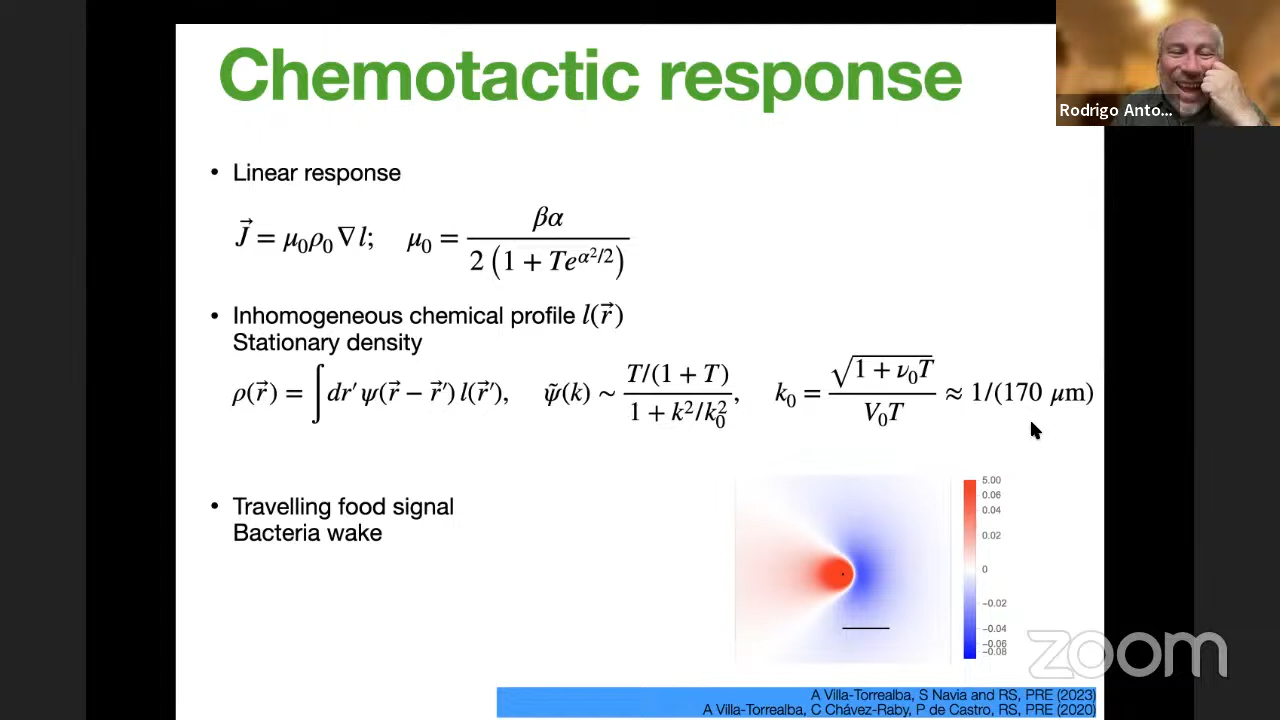 Chemotactic response
Rodrigo Anto...
• Linear response
J⃗ = μ₀ρ₀∇l; μ₀ = βα / 2(1 + Te^{α²/2})
• Inhomogeneous chemical profile l(r⃗)
Stationary density
ρ(r⃗) = ∫dr′ψ(r⃗ − r⃗′) l(r⃗′), ψ̃(k) ∼ T/(1 + T) / 1 + k²/k₀², k₀ = √(1 + ν₀T) / V₀T ≈ 1/(170 μm)
• Travelling food signal
Bacteria wake
5.00
0.06
0.04
0.02
0
−0.02
−0.04
−0.06
−0.08
zoom
A Villa-Torrealba, S Navia and RS, PRE (2023)
A Villa-Torrealba, C Chávez-Raby, P de Castro, RS, PRE (2020)